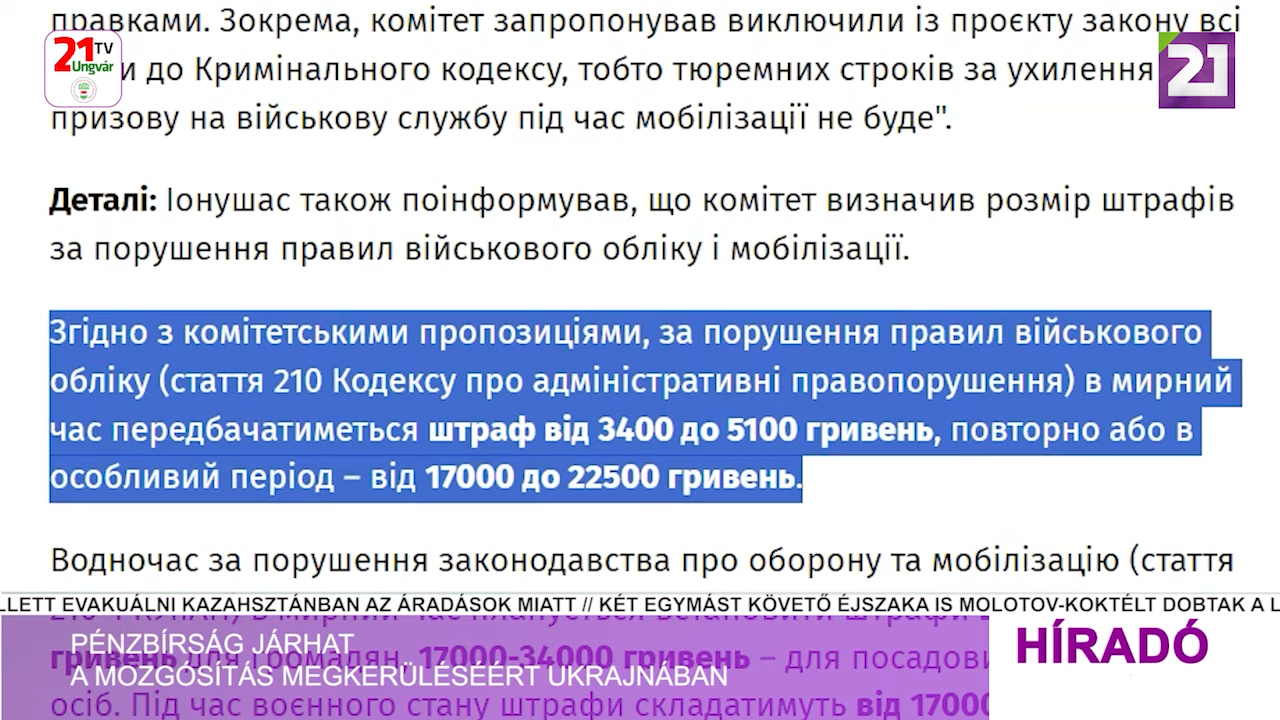 правками. Зокрема, комітет запропонував виключили із проєкту закону всі
21 TV
Ungvár
21
и до Кримінального кодексу, тобто тюремних строків за ухилення
призову на військову службу під час мобілізації не буде".
Деталі: Іонушас також поінформував, що комітет визначив розмір штрафів
за порушення правил військового обліку і мобілізації.
Згідно з комітетськими пропозиціями, за порушення правил військового
обліку (стаття 210 Кодексу про адміністративні правопорушення) в мирний
час передбачатиметься штраф від 3400 до 5100 гривень, повторно або в
особливий період – від 17000 до 22500 гривень.
Водночас за порушення законодавства про оборону та мобілізацію (стаття
LLETT EVAKUÁLNI KAZAHSZTÁNBAN AZ ÁRADÁSOK MIATT // KÉT EGYMÁST KÖVETŐ ÉJSZAKA IS MOLOTOV-KOKTÉLT DOBTAK A L
PÉNZBÍRSÁG JÁRHAT
A MOZGÓSÍTÁS MEGKERÜLÉSÉÉRT UKRAJNÁBAN
HÍRADÓ
гривень для громадян, 17000-34000 гривень – для посадови
осіб. Під час воєнного стану штрафи складатимуть від 17000